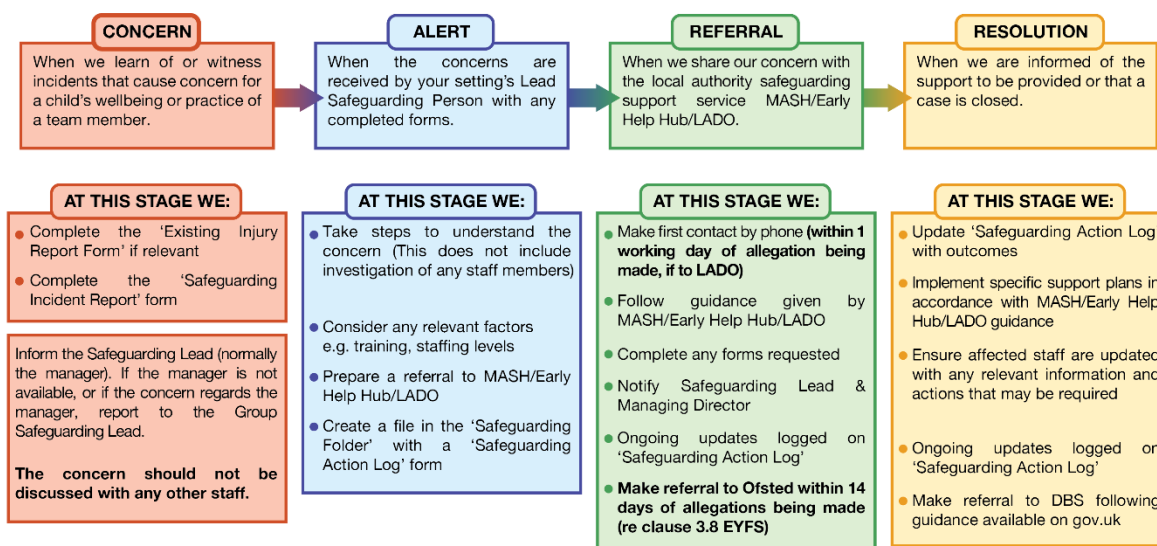 CONCERN
When we learn of or witness
incidents that cause concern for
a child's wellbeing or practice of
a team member.
ALERT
When the concerns are
received by your setting's Lead
Safeguarding Person with any
completed forms.
REFERRAL
When we share our concern with
the local authority safeguarding
support service MASH/Early
Help Hub/LADO.
RESOLUTION
When we are informed of the
support to be provided or that a
case is closed.
AT THIS STAGE WE:
Complete the 'Existing Injury
Report Form' if relevant
Complete the 'Safeguarding
Incident Report' form
Inform the Safeguarding Lead (normally
the manager). If the manager is not
available, or if the concern regards the
manager, report to the Group
Safeguarding Lead.
The concern should not be
discussed with any other staff.
AT THIS STAGE WE:
Take steps to understand the
concern (This does not include
investigation of any staff members)
Consider any relevant factors
e.g. training, staffing levels
Prepare a referral to MASH/Early
Help Hub/LADO
Create a file in the 'Safeguarding
Folder' with a 'Safeguarding
Action Log' form
AT THIS STAGE WE:
Make first contact by phone (within 1
working day of allegation being
made, if to LADO)
Follow guidance given by
MASH/Early Help Hub/LADO
Complete any forms requested
Notify Safeguarding Lead &
Managing Director
Ongoing updates logged on
'Safeguarding Action Log'
Make referral to Ofsted within 14
days of allegations being made
(re clause 3.8 EYFS)
AT THIS STAGE WE:
Update 'Safeguarding Action Log'
with outcomes
Implement specific support plans in
accordance with MASH/Early Help
Hub/LADO guidance
Ensure affected staff are updated
with any relevant information and
actions that may be required
Ongoing updates logged on
'Safeguarding Action Log'
Make referral to DBS following
guidance available on gov.uk